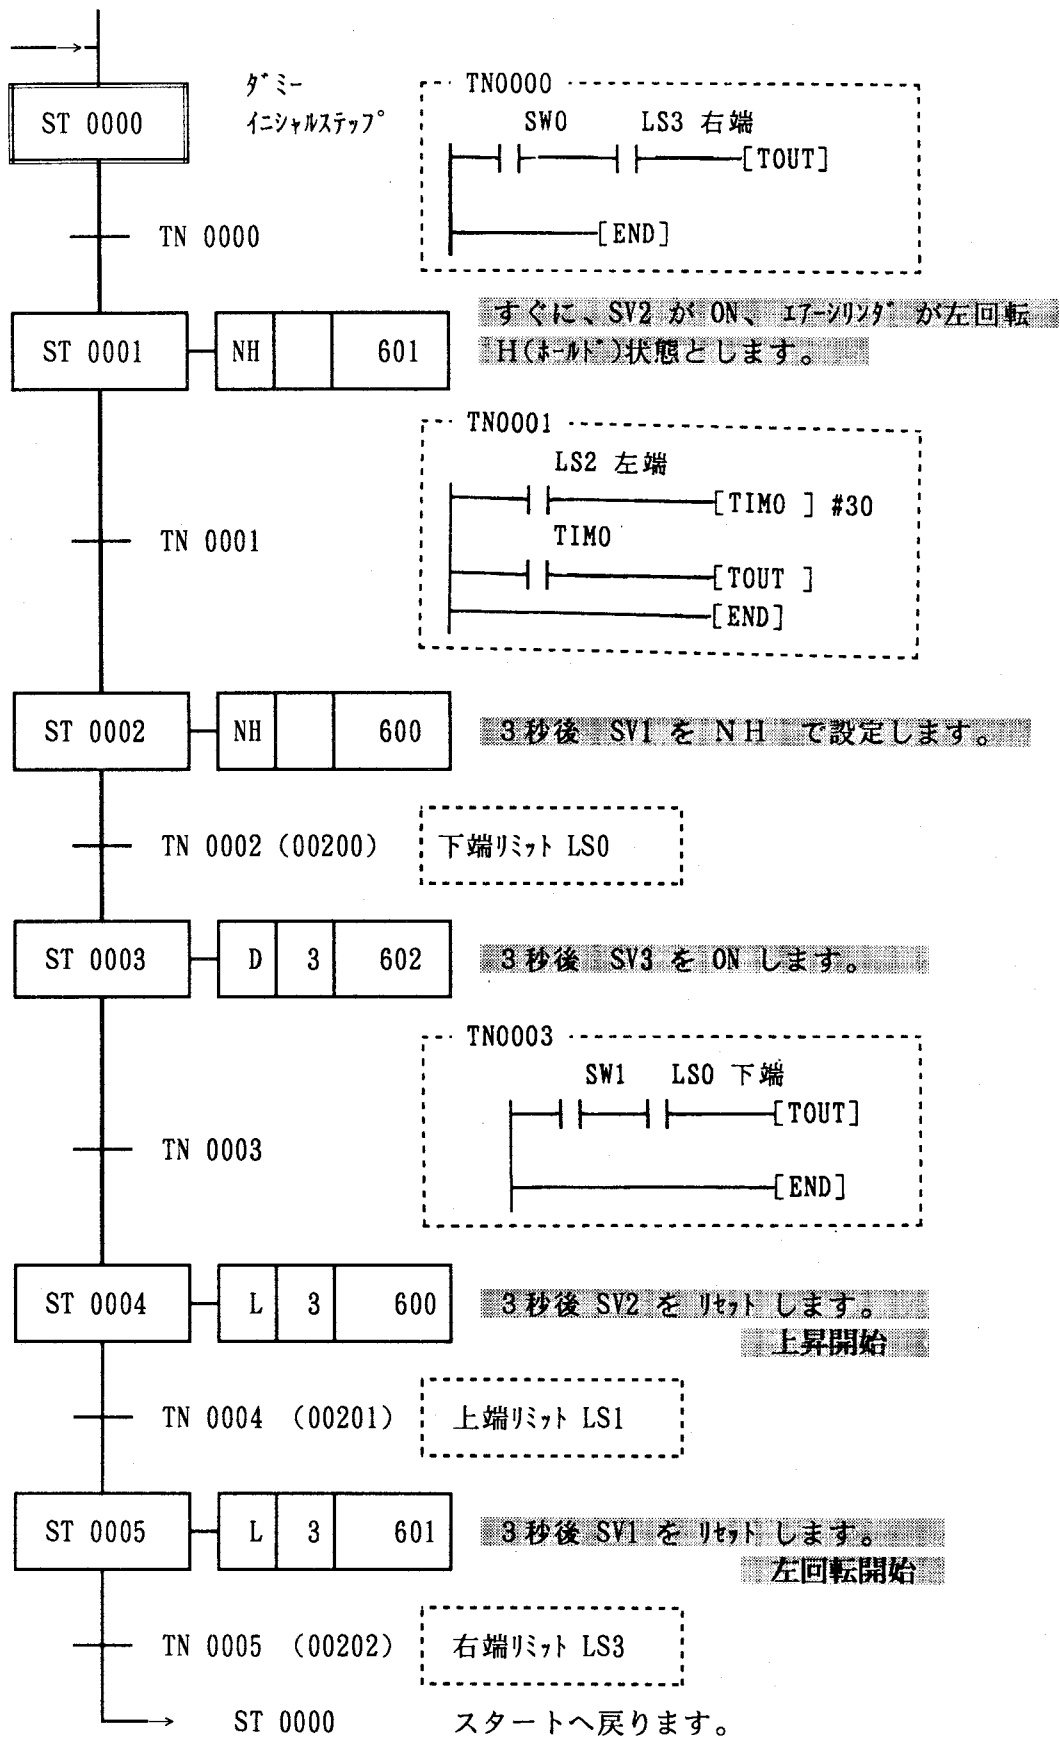 ﾀﾞﾐｰ
ｲﾆｼｬﾙｽﾃｯﾌﾟ
ST 0000
TN0000
SW0 LS3 右端
[TOUT]
[END]
TN 0000
ST 0001 NH 601
すぐに、SV2 が ON、ｴｱｰｼﾘﾝﾀﾞ が左回転
H(ﾎｰﾙﾄﾞ)状態とします。
TN0001
LS2 左端
[TIM0 ] #30
TIM0
[TOUT ]
[END]
TN 0001
ST 0002 NH 600
3秒後 SV1 を NH で設定します。
TN 0002 (00200) 下端ﾘﾐｯﾄ LS0
ST 0003 D 3 602
3秒後 SV3 を ON します。
TN0003
SW1 LS0 下端
[TOUT]
[END]
TN 0003
ST 0004 L 3 600
3秒後 SV2 を ﾘｾｯﾄ します。
上昇開始
TN 0004 (00201) 上端ﾘﾐｯﾄ LS1
ST 0005 L 3 601
3秒後 SV1 を ﾘｾｯﾄ します。
左回転開始
TN 0005 (00202) 右端ﾘﾐｯﾄ LS3
ST 0000 スタートへ戻ります。